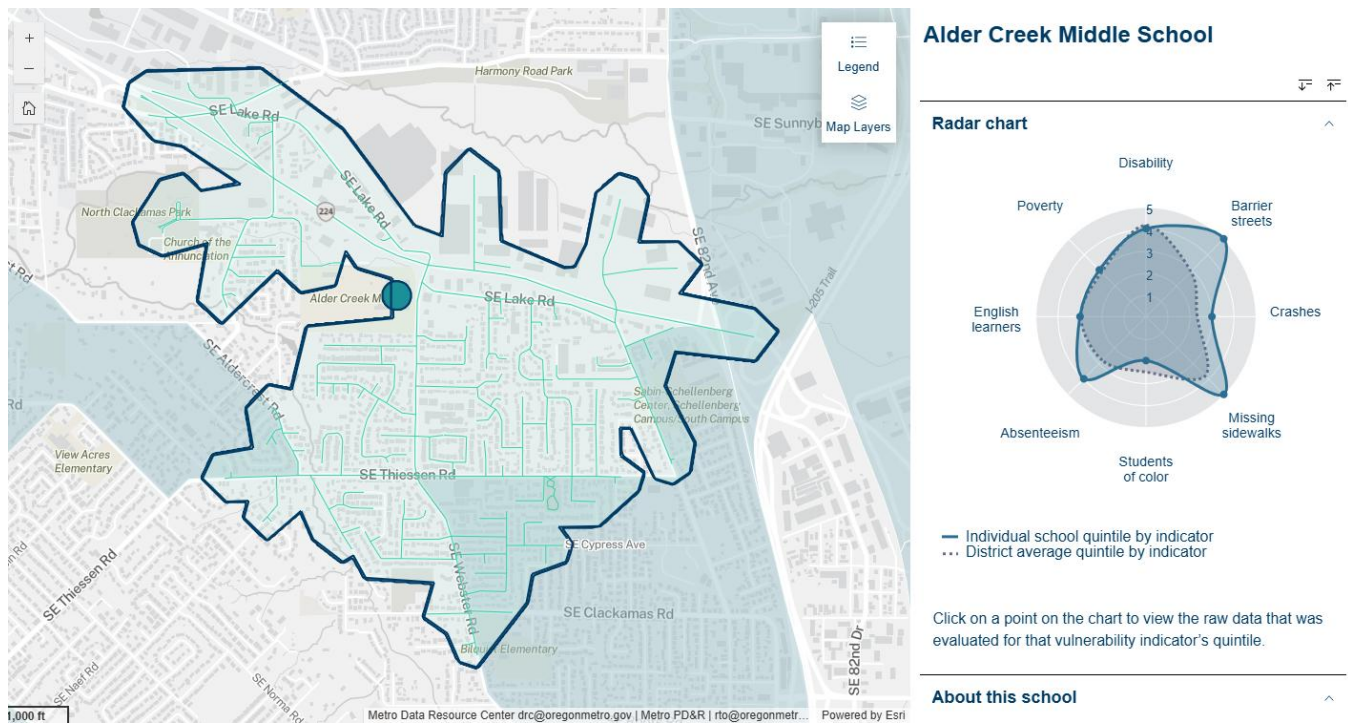 +
−
Legend
Map Layers
Harmony Road Park
SE Lake Rd
SE Sunnyb
SE Lake Rd
224
North Clackamas Park
Church of the
Annunciation
SE 82nd Ave
I-205 Trail
Alder Creek M
SE Lake Rd
SE Aldercrest Rd
Rd
Sabin-Schellenberg
Center, Schellenberg
Campus/South Campus
View Acres
Elementary
SE Thiessen Rd
SE Cypress Ave
SE Webster Rd
SE Thiessen Rd
SE Clackamas Rd
Bilquist Elementary
SE 82nd Dr
SE Naef Rd
SE Norma Rd
1,000 ft
Metro Data Resource Center drc@oregonmetro.gov | Metro PD&R | rto@oregonmetr... Powered by Esri
Alder Creek Middle School
Radar chart
Disability
Poverty
Barrier
streets
5
4
3
2
1
English
learners
Crashes
Absenteeism
Missing
sidewalks
Students
of color
Individual school quintile by indicator
District average quintile by indicator
Click on a point on the chart to view the raw data that was
evaluated for that vulnerability indicator's quintile.
About this school